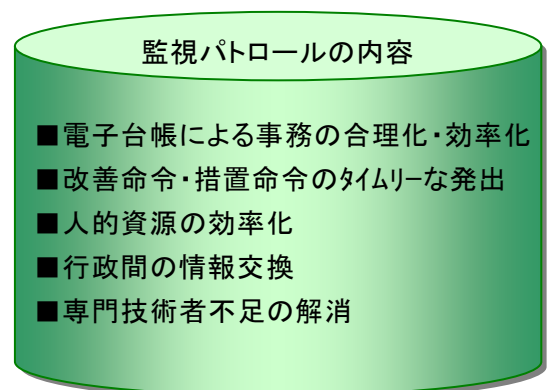 監視パトロールの内容
■電子台帳による事務の合理化・効率化
■改善命令・措置命令のﾀｲﾑﾘｰな発出
■人的資源の効率化
■行政間の情報交換
■専門技術者不足の解消